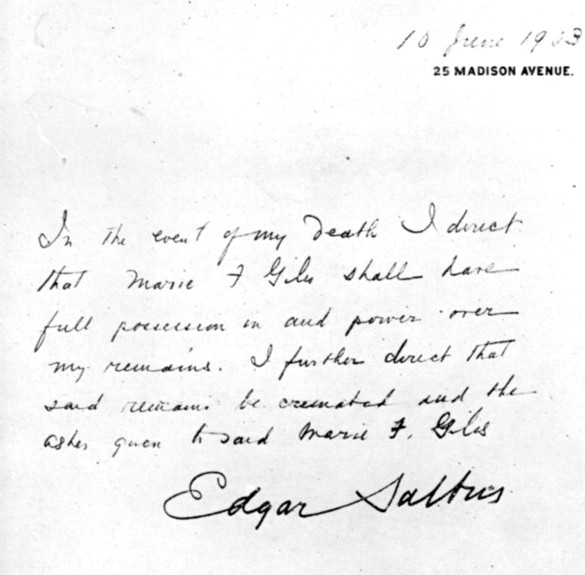 10 June 1903
25 MADISON AVENUE.
In the event of my Death I direct
that Marie F Giles shall have
full possession in and power over
my remains. I further direct that
said remains be cremated and the
ashes given to said Marie F. Giles
Edgar Saltus